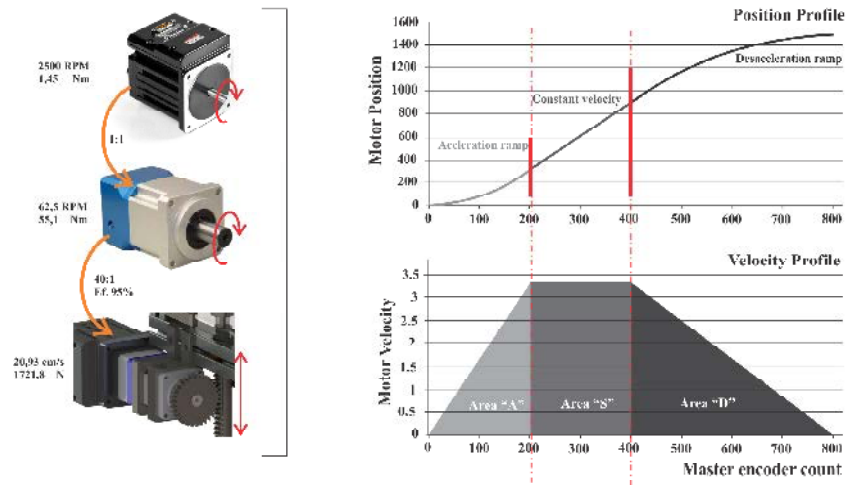 2500 RPM
1,45 Nm
1:1
62,5 RPM
55,1 Nm
40:1
Ef. 95%
20,93 cm/s
1721.8 N
Position Profile
Motor Position
1600
1400
1200
1000
800
600
400
200
0
Desaceleration ramp
Constant velocity
Accleration ramp
0 100 200 300 400 500 600 700 800
Velocity Profile
Motor Velocity
3.5
3
2.5
2
1.5
1
0.5
0
Area “A” Area “S” Area “D”
0 100 200 300 400 500 600 700 800
Master encoder count